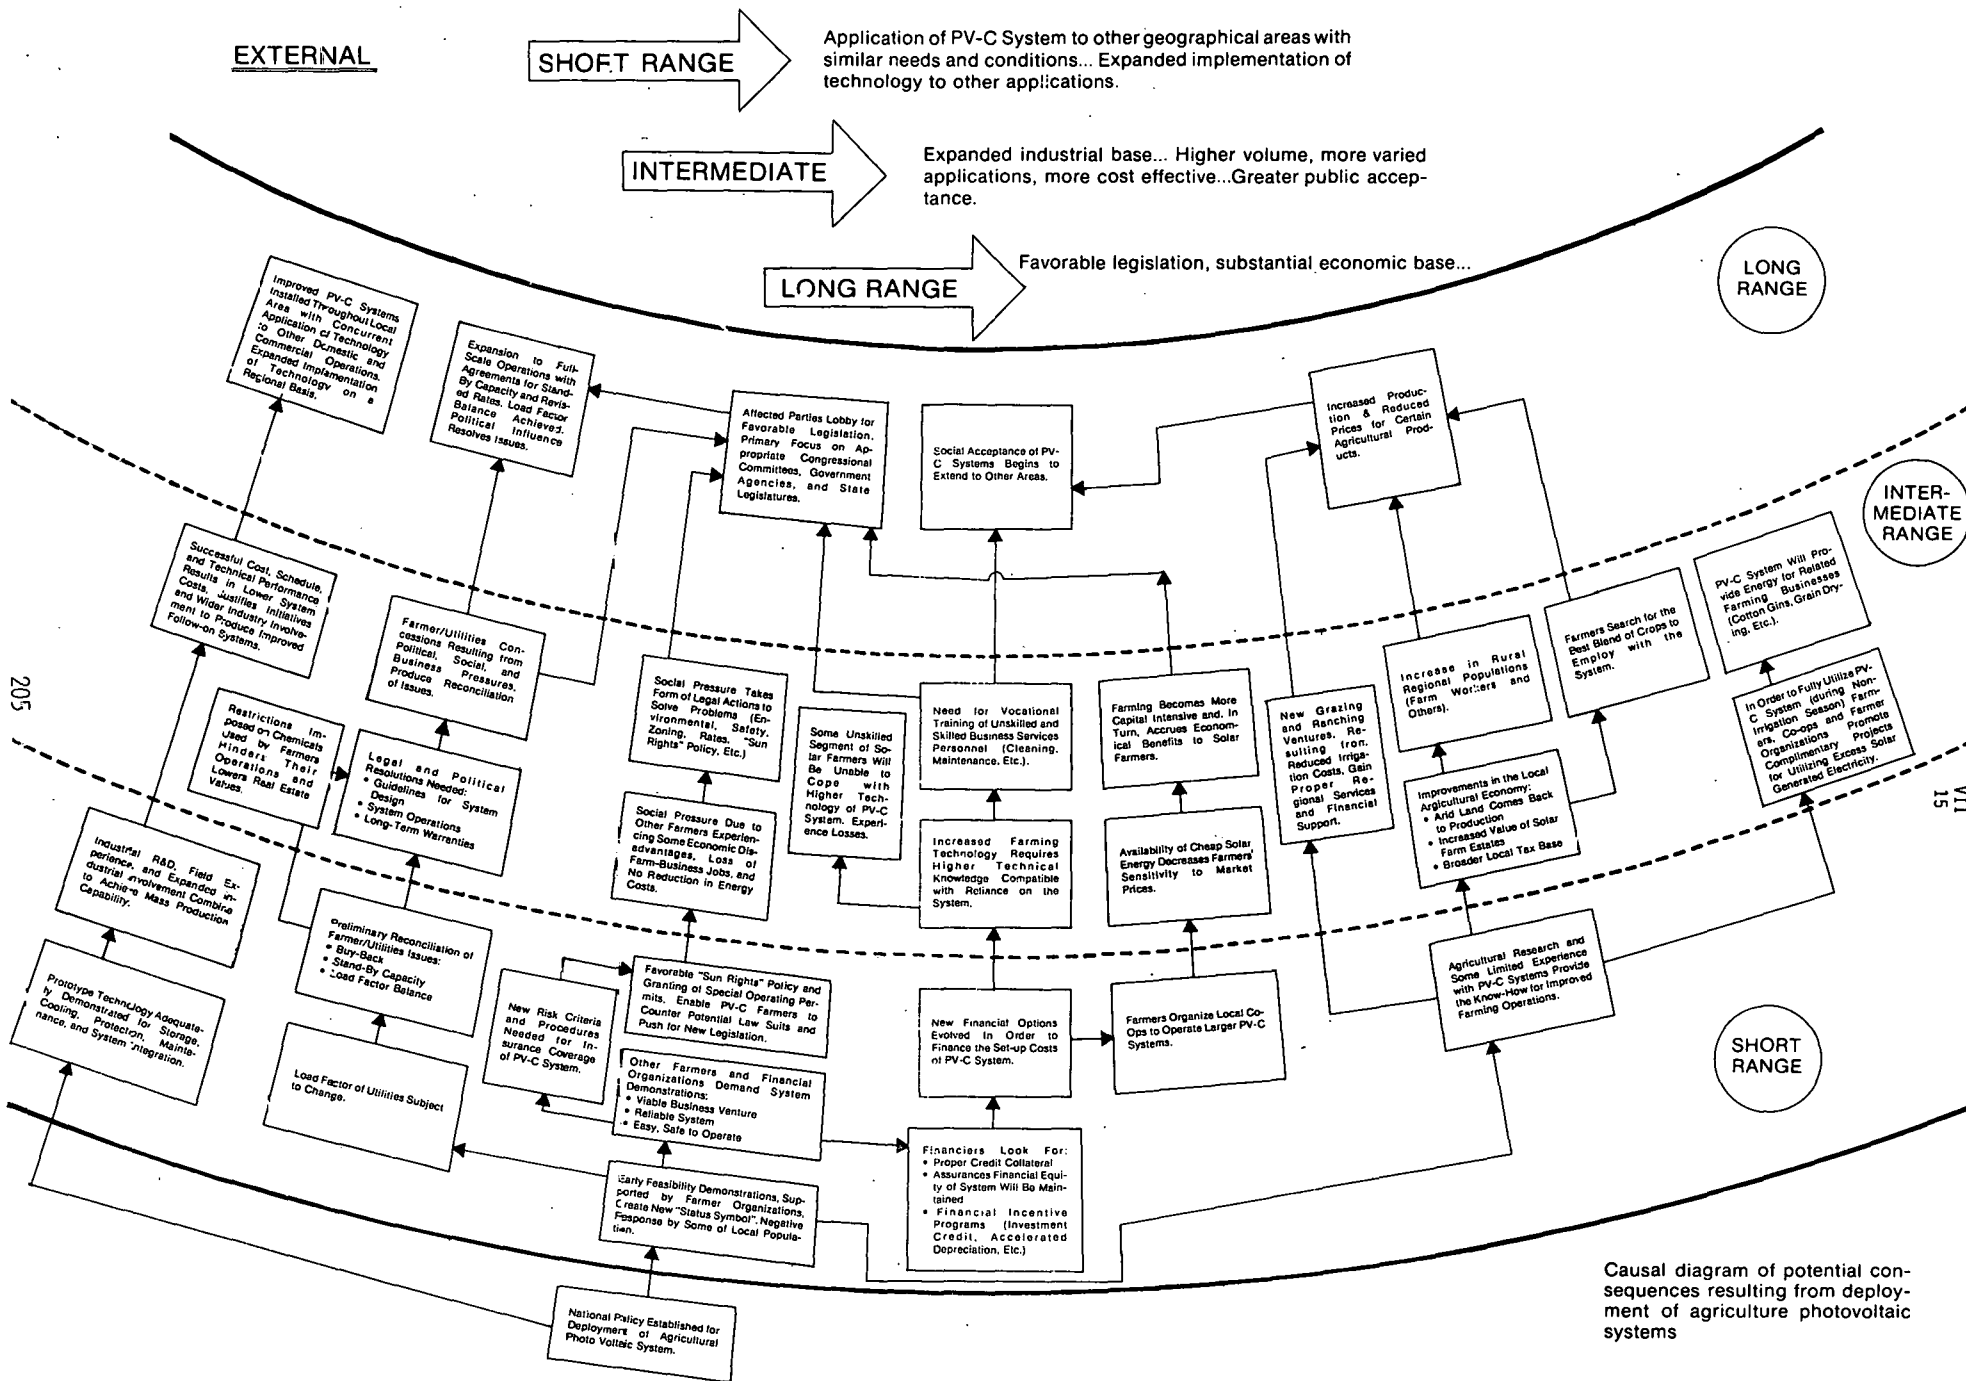 EXTERNAL
SHORT RANGE
Application of PV-C System to other geographical areas with
similar needs and conditions... Expanded implementation of
technology to other applications.
INTERMEDIATE
Expanded industrial base... Higher volume, more varied
applications, more cost effective...Greater public accep-
tance.
LONG RANGE
Favorable legislation, substantial economic base...
LONG
RANGE
Improved PV-C Systems
Installed Throughout Local
Area with Concurrent
Application of Technology
to Other Domestic and
Commercial Operations.
Expanded Implamentation
of Technology on a
Regional Basis.
Expansion to Full-
Scale Operations with
Agreements for Stand-
By Capacity and Revis-
ed Rates. Load Factor
Balance Achieved.
Political Influence
Resolves Issues.
Affected Parties Lobby for
Favorable Legislation.
Primary Focus on Ap-
propriate Congressional
Committees, Government
Agencies, and State
Legislatures.
Social Acceptance of PV-
C Systems Begins to
Extend to Other Areas.
Increased Produc-
tion & Reduced
Prices for Certain
Agricultural Prod-
ucts.
INTER-
MEDIATE
RANGE
Successful Cost, Schedule,
and Technical Performance
Results in Lower System
Costs, Justifies Initiatives
and Wider Industry Involve-
ment to Produce Improved
Follow-on Systems.
Farmer/Utilities Con-
cessions Resulting from
Political, Social, and
Business Pressures,
Produce Reconciliation
of Issues.
Social Pressure Takes
Form of Legal Actions to
Solve Problems (En-
vironmental, Safety,
Zoning, Rates, "Sun
Rights" Policy, Etc.)
Some Unskilled
Segment of So-
lar Farmers Will
Be Unable to
Cope with
Higher Tech-
nology of PV-C
System. Experi-
ence Losses.
Need for Vocational
Training of Unskilled and
Skilled Business Services
Personnel (Cleaning,
Maintenance, Etc.).
Farming Becomes More
Capital Intensive and, In
Turn, Accrues Econom-
ical Benefits to Solar
Farmers.
New Grazing
and Ranching
Ventures, Re-
sulting Iron,
Reduced Irriga-
tion Costs, Gain
Proper Re-
gional Services
and Financial
Support.
Increase in Rural
Regional Populations
(Farm Workers and
Others).
Farmers Search for the
Best Blend of Crops to
Employ with the
System.
PV-C System Will Pro-
vide Energy for Related
Farming Businesses
(Cotton Gins, Grain Dry-
ing, Etc.).
Restrictions Im-
posed on Chemicals
Used by Farmers
Hinders Their
Operations and
Lowers Real Estate
Values.
Legal and Political
Resolutions Needed:
• Guidelines for System
Design
• System Operations
• Long-Term Warranties
Social Pressure Due to
Other Farmers Experien-
cing Some Economic Dis-
advantages, Loss of
Farm-Business Jobs, and
No Reduction in Energy
Costs.
Increased Farming
Technology Requires
Higher Technical
Knowledge Compatible
with Reliance on the
System.
Availability of Cheap Solar
Energy Decreases Farmers'
Sensitivity to Market
Prices.
Improvements in the Local
Argicultural Economy:
• Arid Land Comes Back
to Production
• Increased Value of Solar
Farm Estates
• Broader Local Tax Base
In Order to Fully Utilize PV-
C System (during Non-
Irrigation Season) Farm-
ers, Co-ops and Farmer
Organizations Promote
Complimentary Projects
for Utilizing Excess Solar
Generated Electricity.
Industrial R&D, Field Ex-
perience, and Expanded In-
dustrial Involvement Combine
to Achieve Mass Production
Capability.
Preliminary Reconciliation of
Farmer/Utilities Issues:
• Buy-Back
• Stand-By Capacity
• Load Factor Balance
Prototype Technology Adequate-
ly Demonstrated for Storage,
Cooling, Protection, Mainte-
nance, and System Integration.
Load Factor of Utilities Subject
to Change.
New Risk Criteria
and Procedures
Needed for In-
surance Coverage
of PV-C System.
Favorable "Sun Rights" Policy and
Granting of Special Operating Per-
mits, Enable PV-C Farmers to
Counter Potential Law Suits and
Push for New Legislation.
Other Farmers and Financial
Organizations Demand System
Demonstrations:
• Viable Business Venture
• Reliable System
• Easy, Safe to Operate
New Financial Options
Evolved In Order to
Finance the Set-up Costs
of PV-C System.
Farmers Organize Local Co-
Ops to Operate Larger PV-C
Systems.
Agricultural Research and
Some Limited Experience
with PV-C Systems Provide
the Know-How for Improved
Farming Operations.
SHORT
RANGE
Financiers Look For:
• Proper Credit Collateral
• Assurances Financial Equi-
ty of System Will Be Main-
tained
• Financial Incentive
Programs (Investment
Credit, Accelerated
Depreciation, Etc.)
Early Feasibility Demonstrations, Sup-
ported by Farmer Organizations,
Create New "Status Symbol". Negative
Response by Some of Local Popula-
tion.
National Policy Established for
Deployment of Agricultural
Photo Voltaic System.
Causal diagram of potential con-
sequences resulting from deploy-
ment of agriculture photovoltaic
systems
205
VII
15